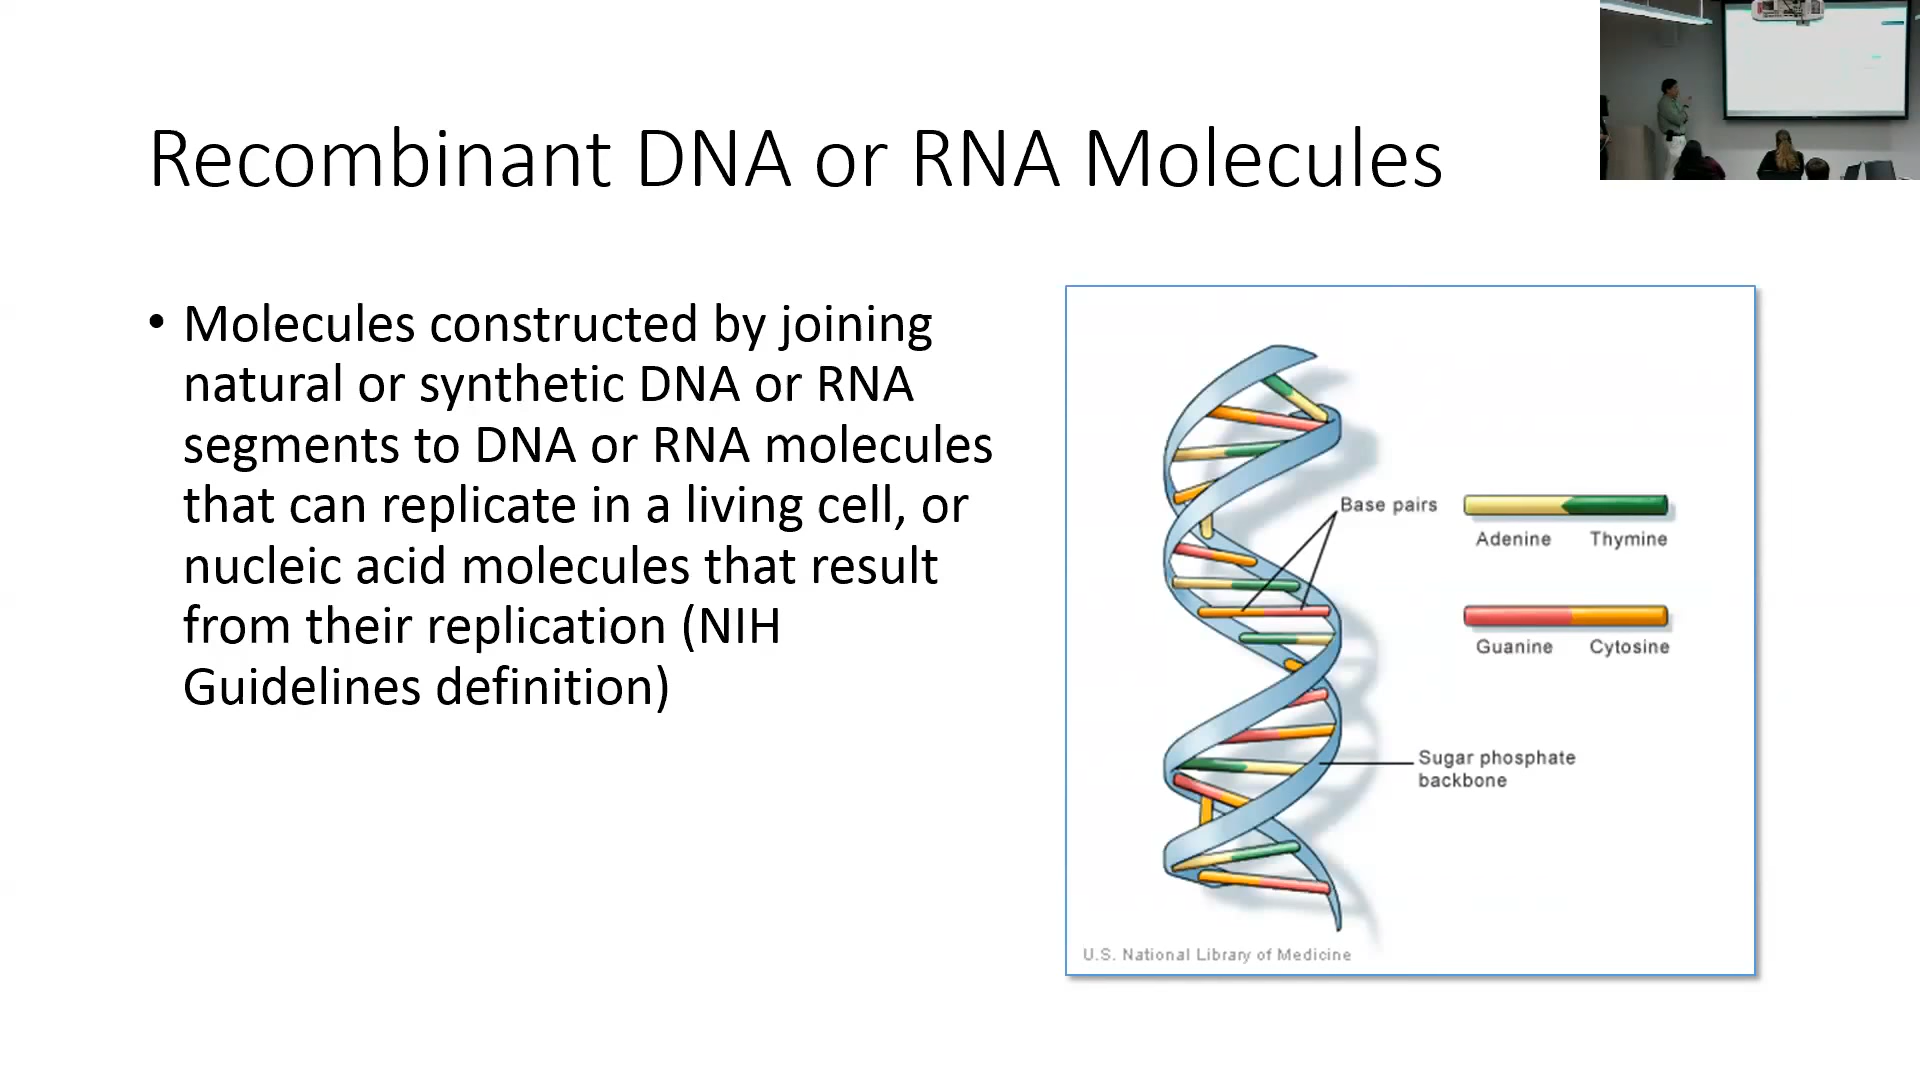 Recombinant DNA or RNA Molecules
• Molecules constructed by joining
natural or synthetic DNA or RNA
segments to DNA or RNA molecules
that can replicate in a living cell, or
nucleic acid molecules that result
from their replication (NIH
Guidelines definition)
Base pairs
Adenine Thymine
Guanine Cytosine
Sugar phosphate
backbone
U.S. National Library of Medicine